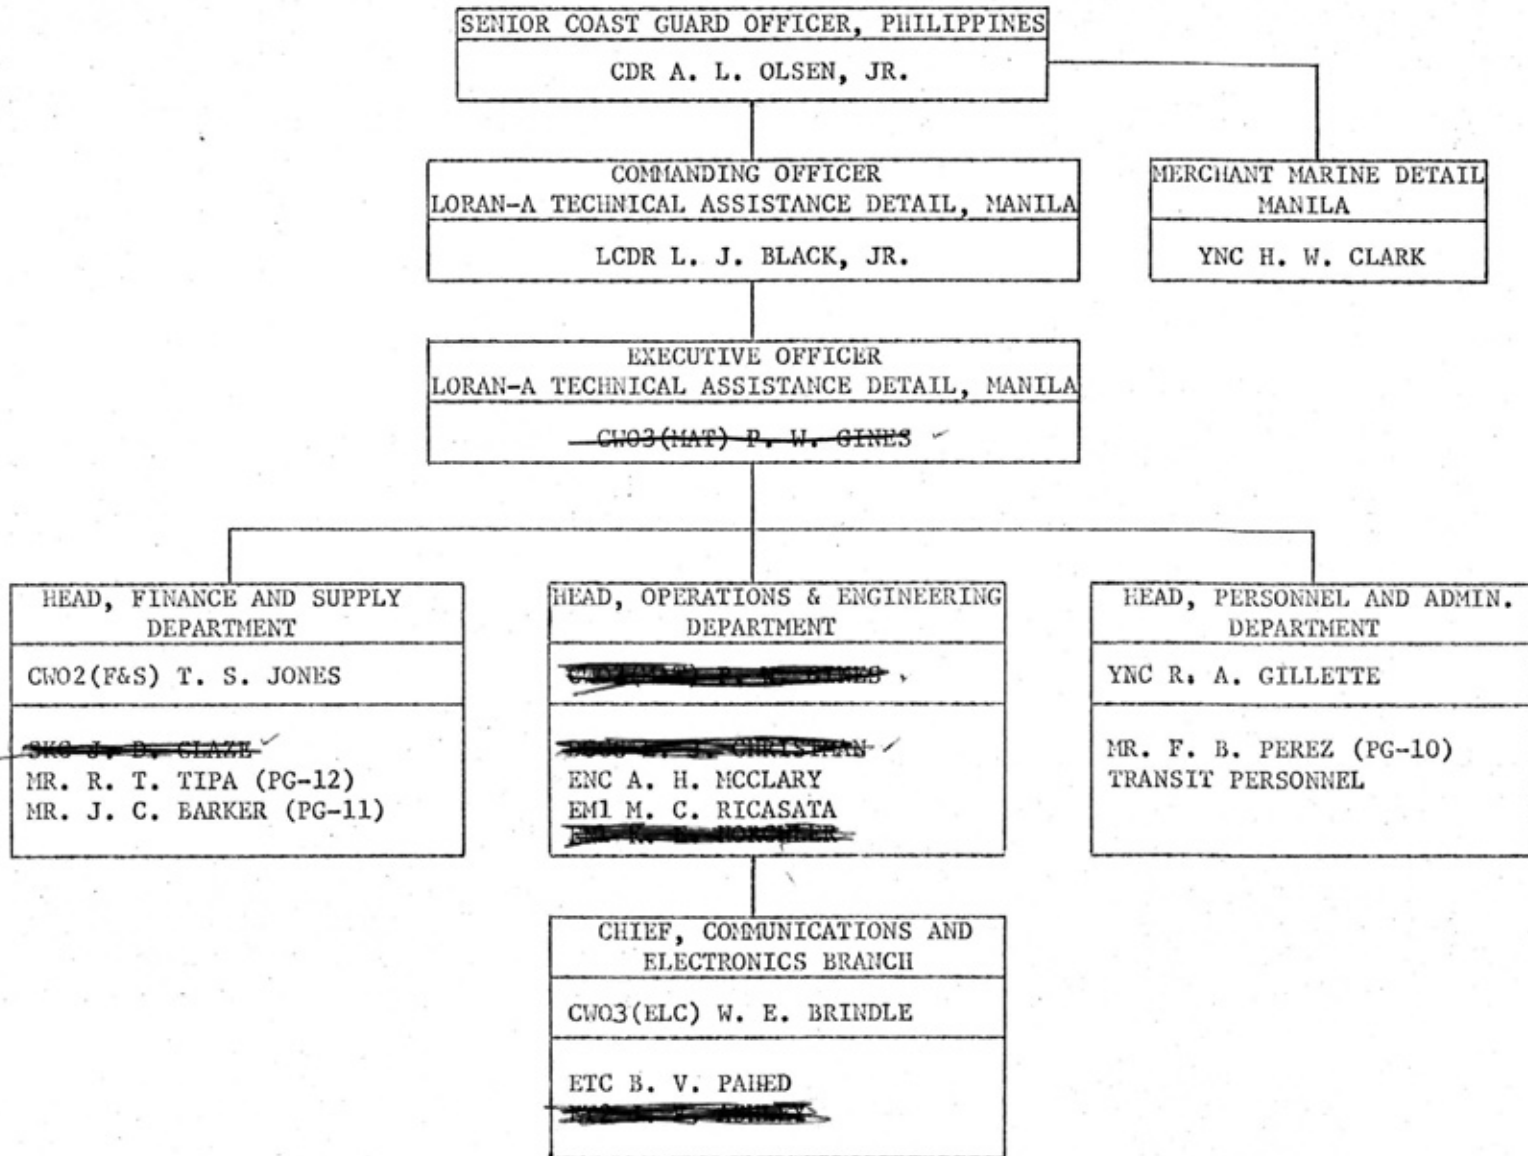 SENIOR COAST GUARD OFFICER, PHILIPPINES
CDR A. L. OLSEN, JR.
COMMANDING OFFICER
LORAN-A TECHNICAL ASSISTANCE DETAIL, MANILA
LCDR L. J. BLACK, JR.
MERCHANT MARINE DETAIL
MANILA
YNC H. W. CLARK
EXECUTIVE OFFICER
LORAN-A TECHNICAL ASSISTANCE DETAIL, MANILA
CWO3(MAT) P. W. GINES
HEAD, FINANCE AND SUPPLY
DEPARTMENT
CWO2(F&S) T. S. JONES
SKC J. D. GLAZE
MR. R. T. TIPA (PG-12)
MR. J. C. BARKER (PG-11)
HEAD, OPERATIONS & ENGINEERING
DEPARTMENT
CHRISTMAN
ENC A. H. MCCLARY
EM1 M. C. RICASATA
HEAD, PERSONNEL AND ADMIN.
DEPARTMENT
YNC R. A. GILLETTE
MR. F. B. PEREZ (PG-10)
TRANSIT PERSONNEL
CHIEF, COMMUNICATIONS AND
ELECTRONICS BRANCH
CWO3(ELC) W. E. BRINDLE
ETC B. V. PAHED